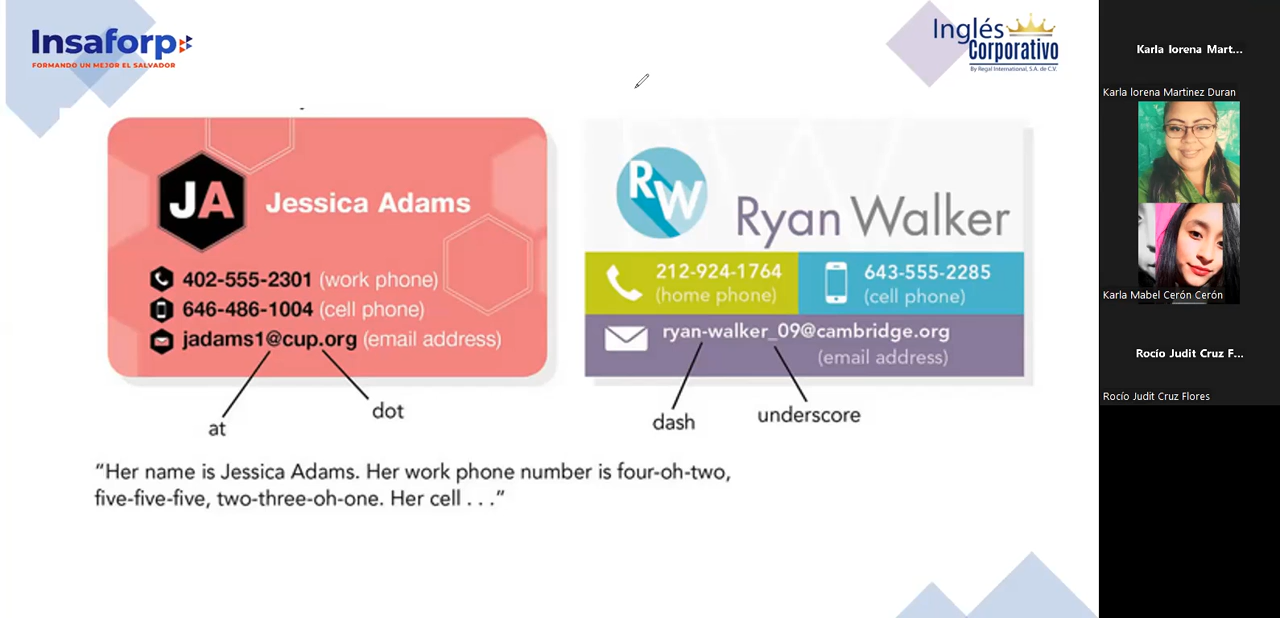 Insaforp
FORMANDO UN MEJOR EL SALVADOR
Inglés
Corporativo
By Regal International, S.A. de C.V.
JA
Jessica Adams
402-555-2301 (work phone)
646-486-1004 (cell phone)
jadams1@cup.org (email address)
at
dot
RW
Ryan Walker
212-924-1764
(home phone)
643-555-2285
(cell phone)
ryan-walker_09@cambridge.org
(email address)
dash
underscore
“Her name is Jessica Adams. Her work phone number is four-oh-two,
five-five-five, two-three-oh-one. Her cell . . .”
Karla lorena Mart...
Karla lorena Martinez Duran
Karla Mabel Cerón Cerón
Rocío Judit Cruz F...
Rocío Judit Cruz Flores